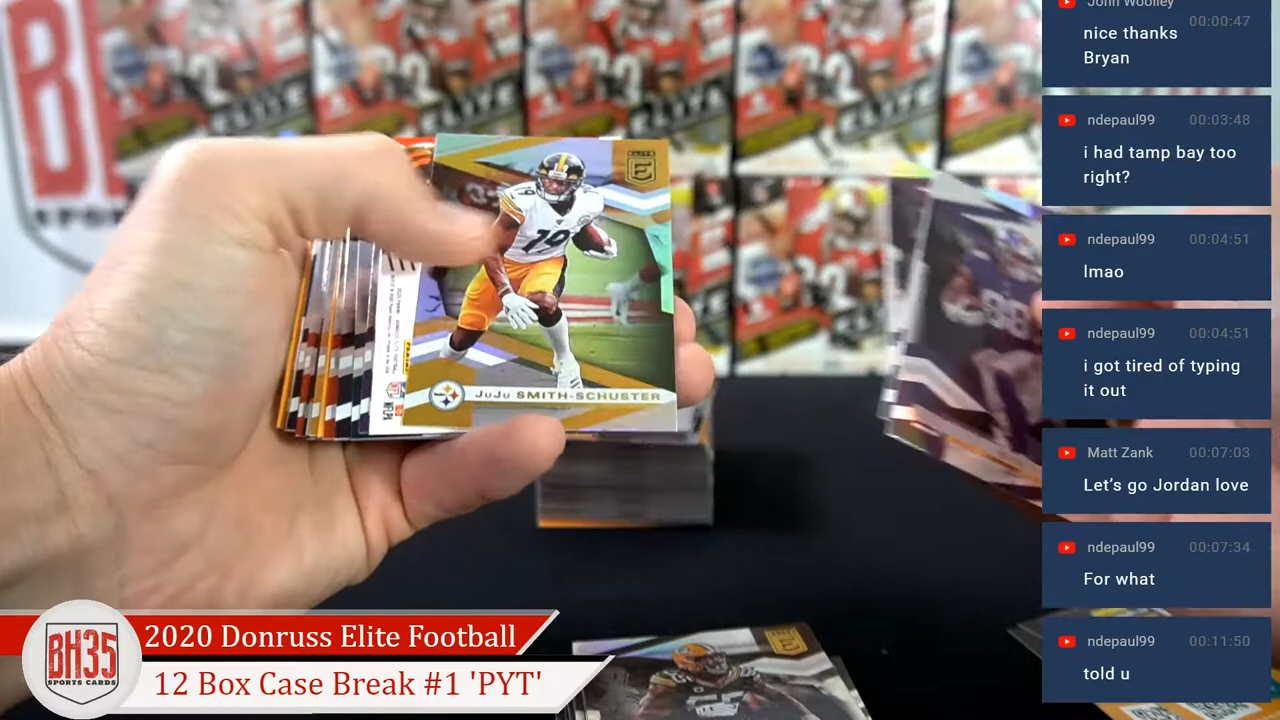 John Woolley 00:00:47
nice thanks
Bryan
ndepaul99 00:03:48
i had tamp bay too
right?
ndepaul99 00:04:51
lmao
ndepaul99 00:04:51
i got tired of typing
it out
Matt Zank 00:07:03
Let's go Jordan love
ndepaul99 00:07:34
For what
ndepaul99 00:11:50
told u
ELITE
19
JuJu SMITH-SCHUSTER
BH35
SPORTS CARDS
2020 Donruss Elite Football
12 Box Case Break #1 'PYT'